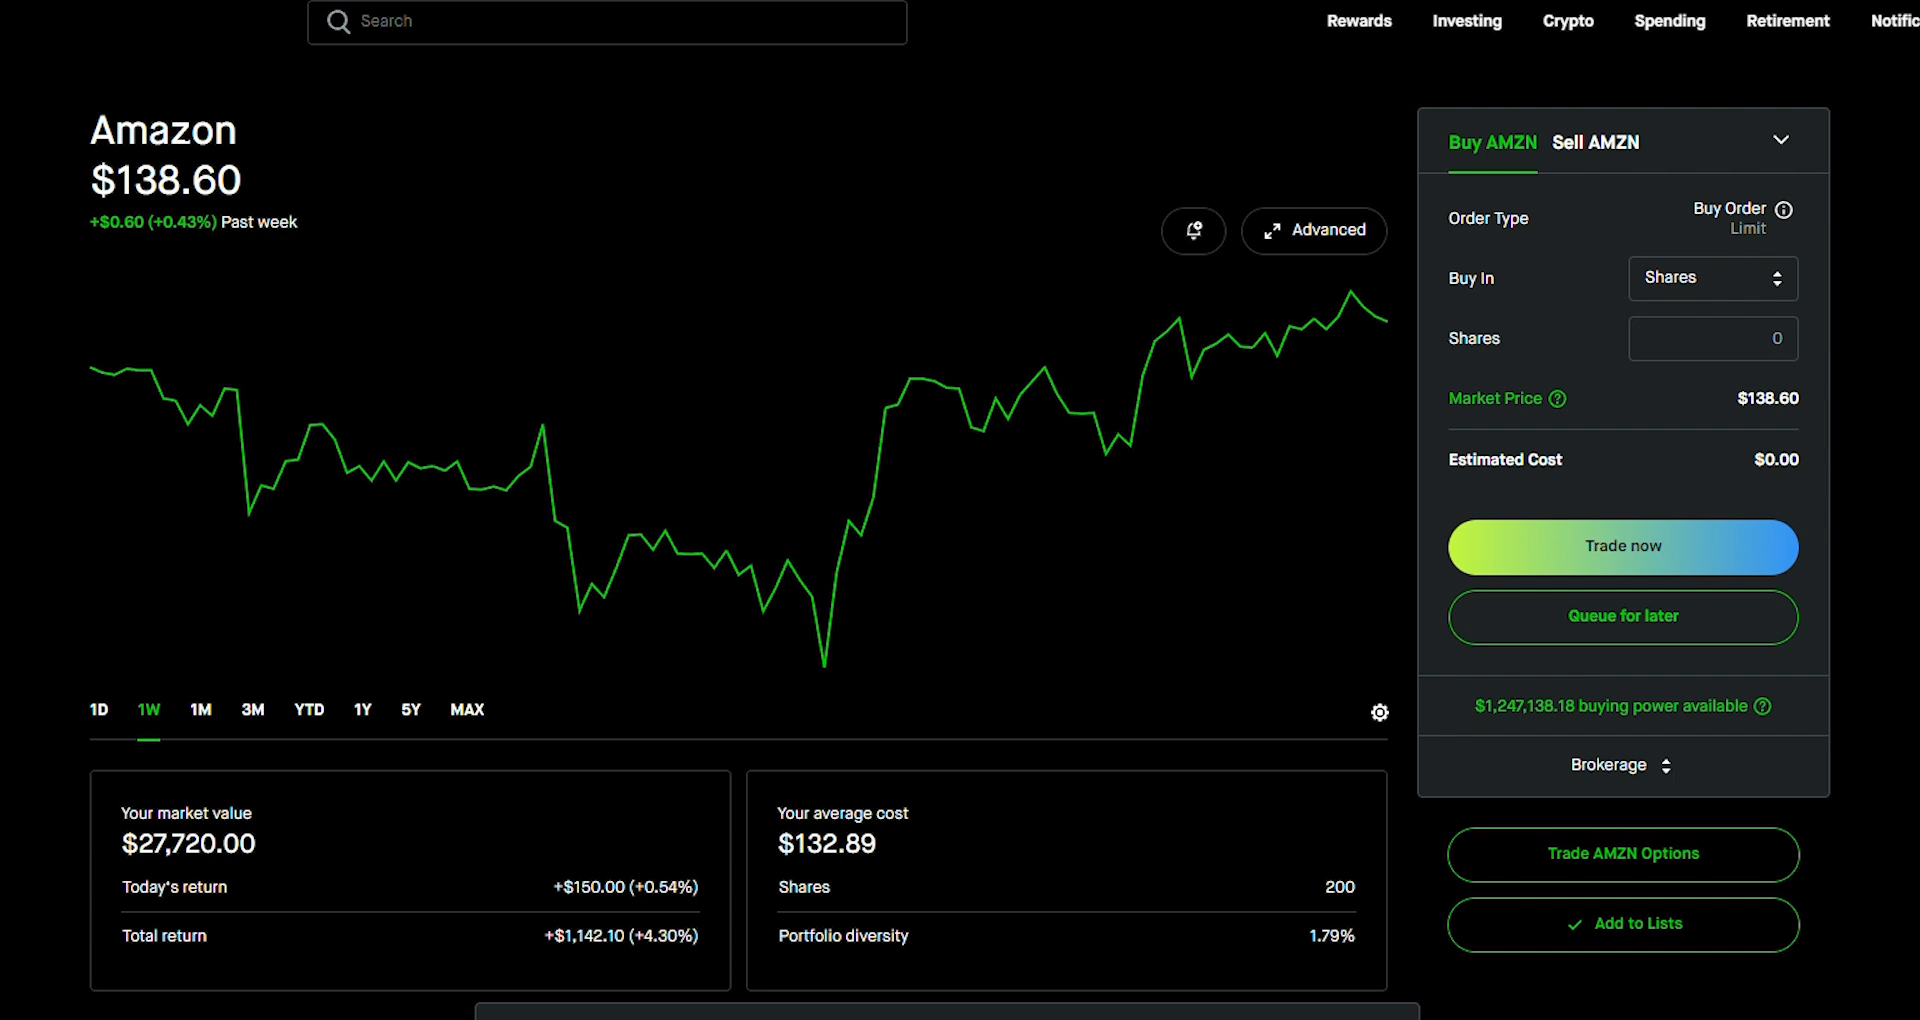 Search
Rewards Investing Crypto Spending Retirement Notific
Amazon
$138.60
+$0.60 (+0.43%) Past week
Advanced
1D 1W 1M 3M YTD 1Y 5Y MAX
Your market value
$27,720.00
Today's return +$150.00 (+0.54%)
Total return +$1,142.10 (+4.30%)
Your average cost
$132.89
Shares 200
Portfolio diversity 1.79%
Buy AMZN Sell AMZN
Order Type Buy Order
Limit
Buy In Shares
Shares 0
Market Price $138.60
Estimated Cost $0.00
Trade now
Queue for later
$1,247,138.18 buying power available
Brokerage
Trade AMZN Options
Add to Lists